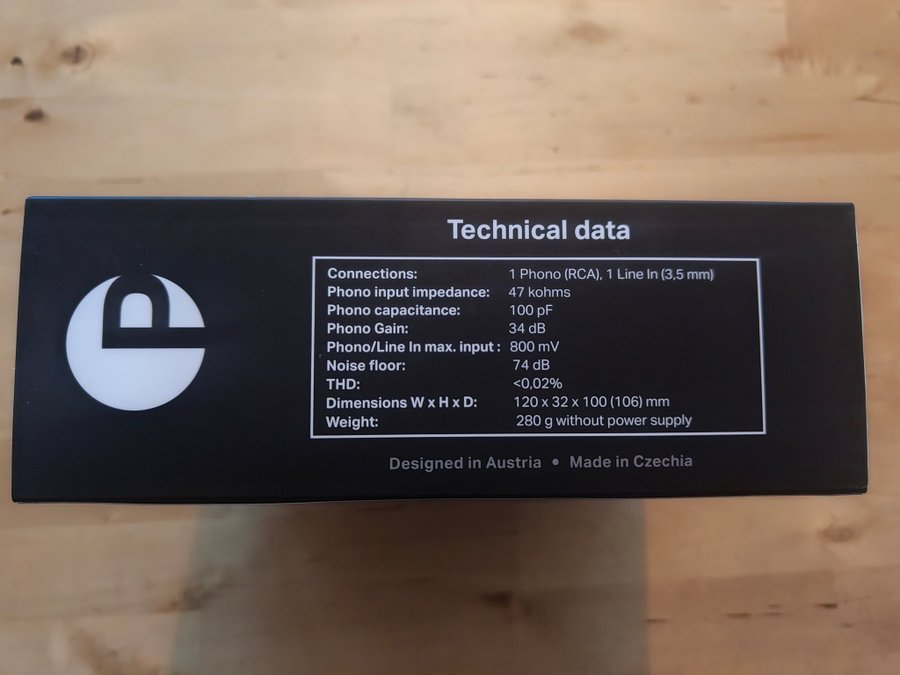 Technical data
Connections: 1 Phono (RCA), 1 Line In (3,5 mm)
Phono input impedance: 47 kohms
Phono capacitance: 100 pF
Phono Gain: 34 dB
Phono/Line In max. input : 800 mV
Noise floor: 74 dB
THD: <0,02%
Dimensions W x H x D: 120 x 32 x 100 (106) mm
Weight: 280 g without power supply
Designed in Austria • Made in Czechia